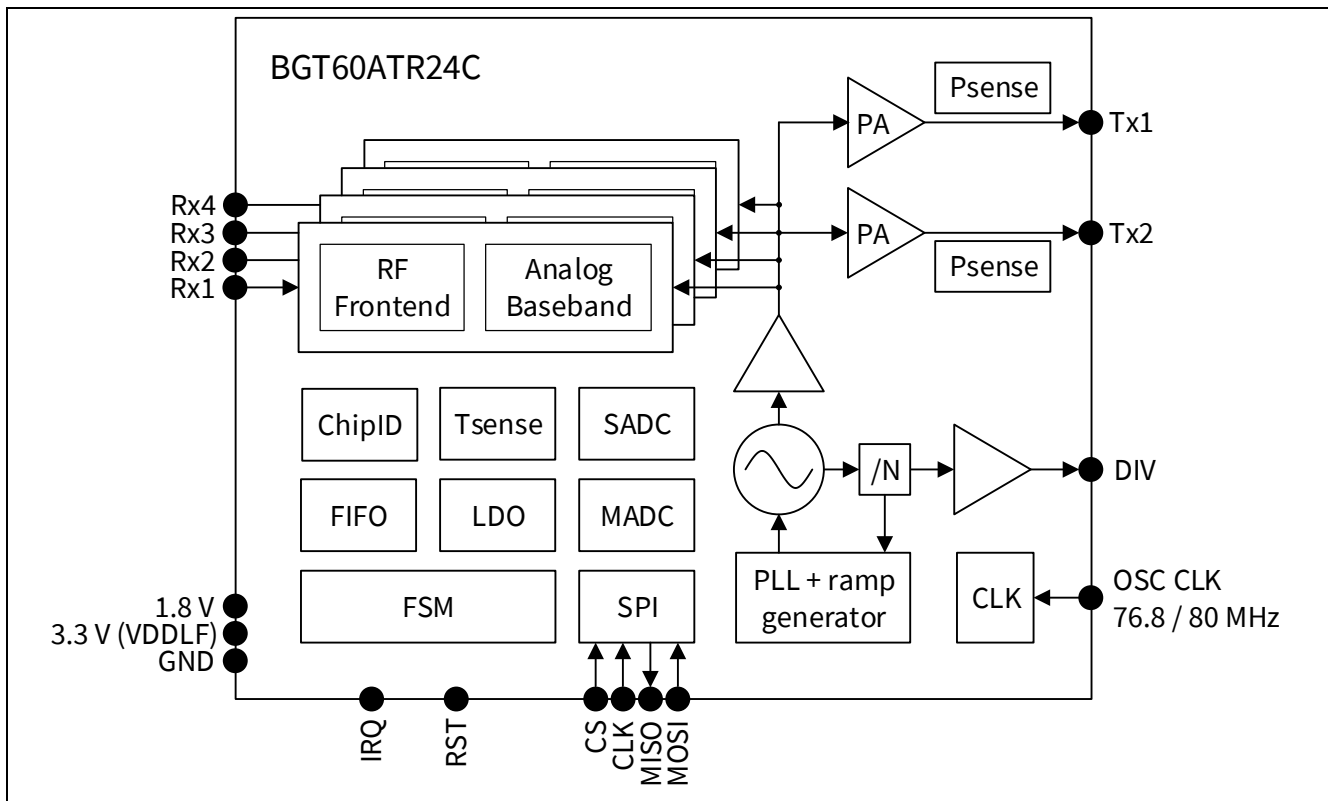 BGT60ATR24C
Psense
PA
Tx1
Rx4
Rx3
Rx2
Rx1
RF
Frontend
Analog
Baseband
PA
Tx2
Psense
ChipID
Tsense
SADC
/N
DIV
FIFO
LDO
MADC
PLL + ramp
generator
CLK
OSC CLK
76.8 / 80 MHz
FSM
SPI
1.8 V
3.3 V (VDDLF)
GND
IRQ
RST
CS
CLK
MISO
MOSI